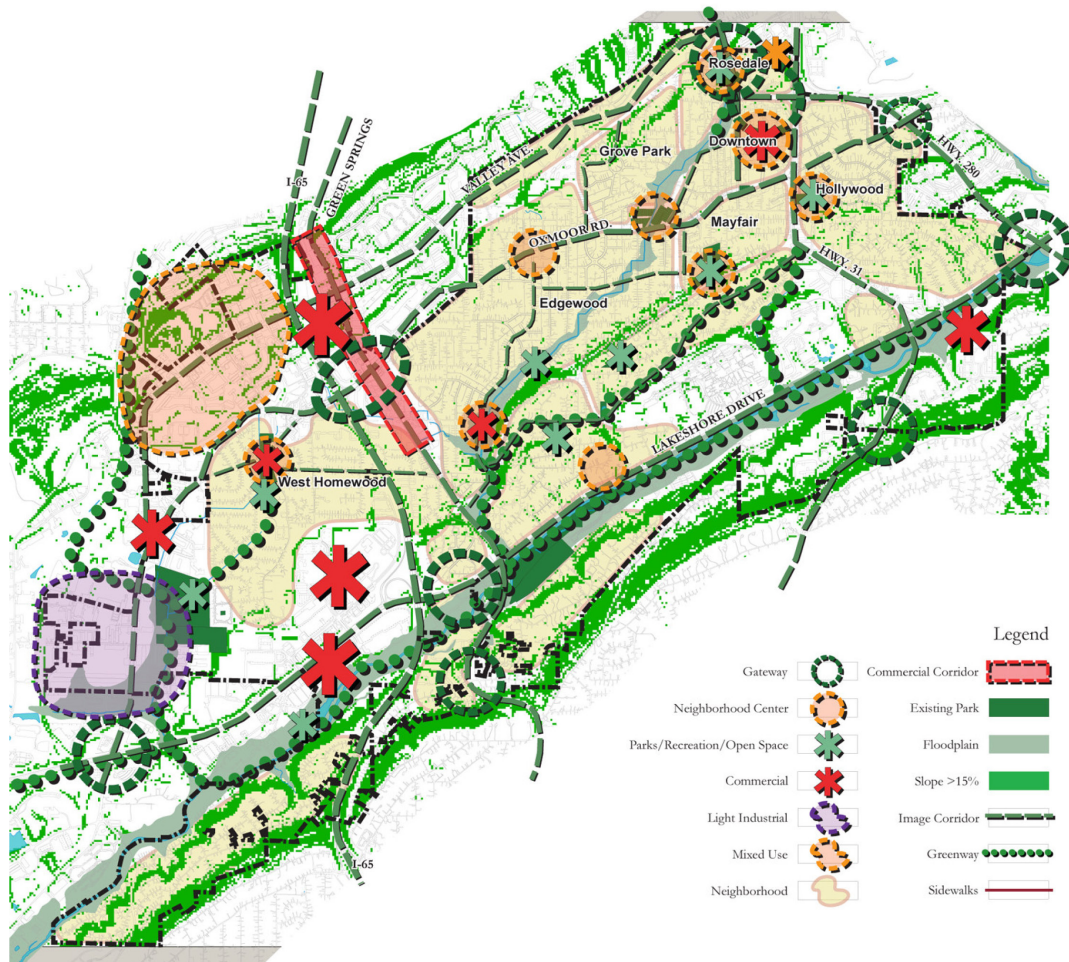 Rosedale
Downtown
Grove Park
HWY. 280
VALLEY AVE.
I-65
GREEN SPRINGS
Hollywood
Mayfair
OXMOOR RD.
HWY. 31
Edgewood
LAKESHORE DRIVE
West Homewood
I-65
Legend
Gateway
Commercial Corridor
Neighborhood Center
Existing Park
Parks/Recreation/Open Space
Floodplain
Commercial
Slope >15%
Light Industrial
Image Corridor
Mixed Use
Greenway
Neighborhood
Sidewalks